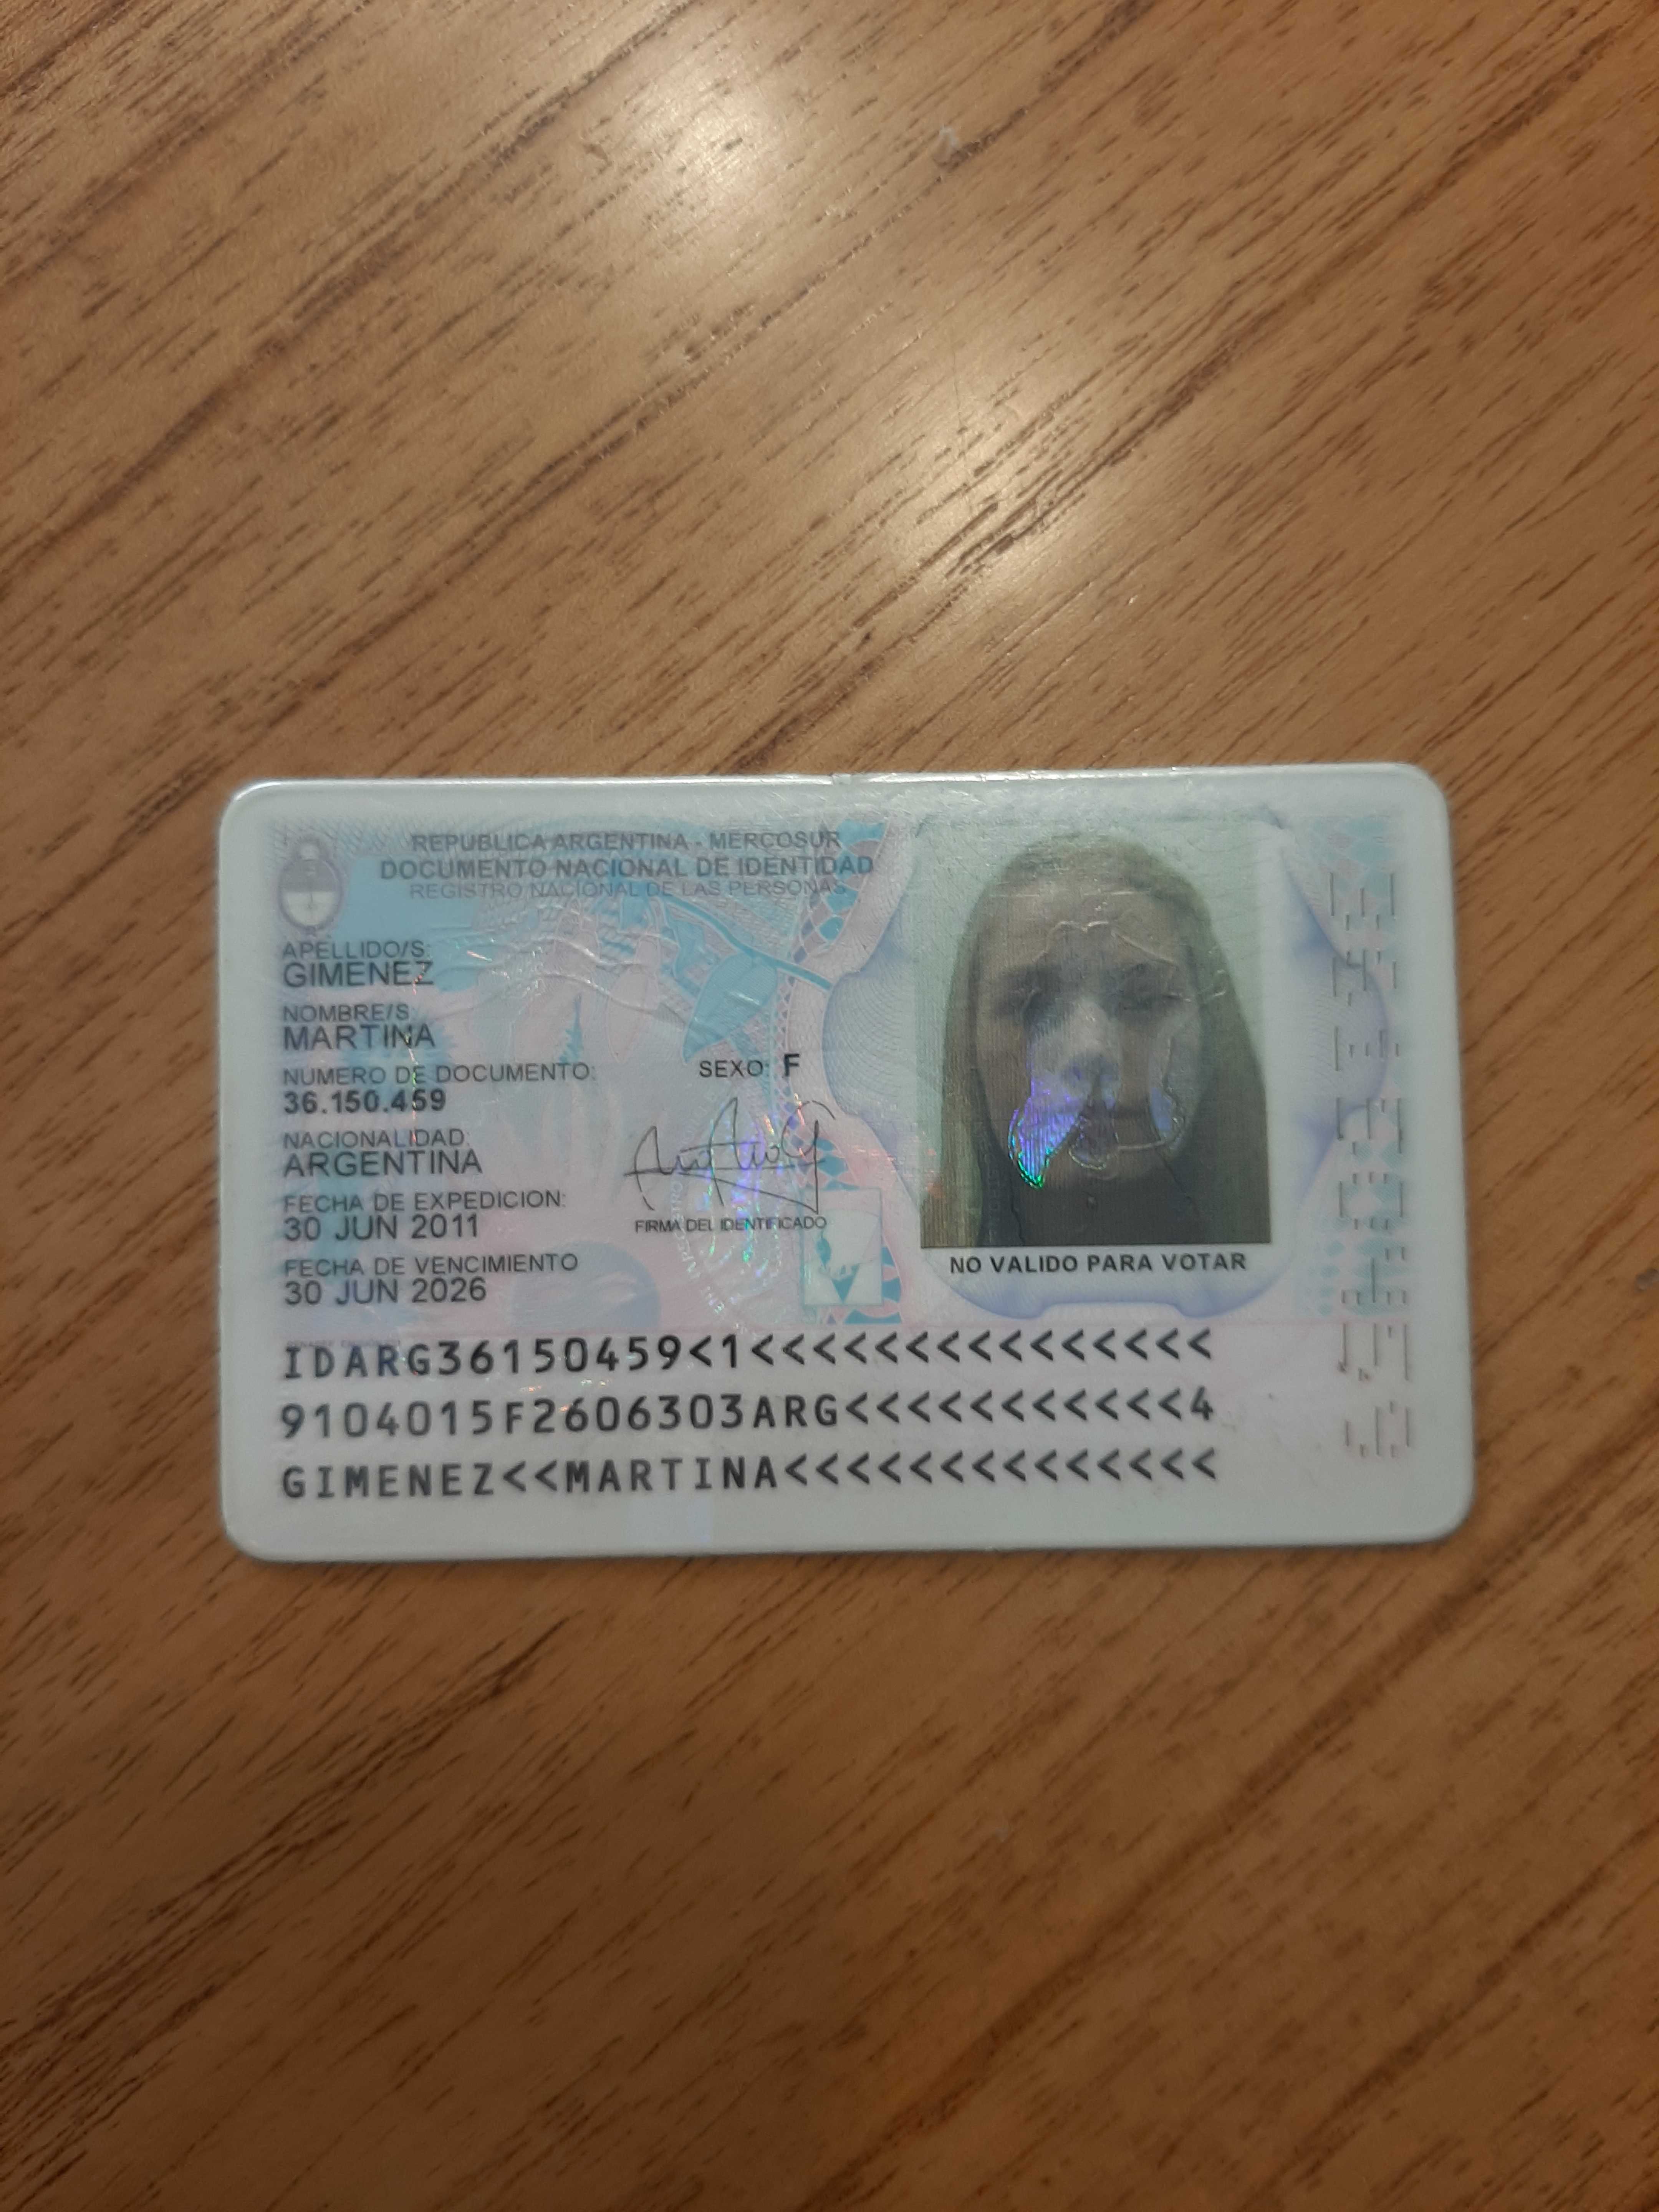 REPUBLICA ARGENTINA - MERCOSUR
DOCUMENTO NACIONAL DE IDENTIDAD
REGISTRO NACIONAL DE LAS PERSONAS
APELLIDO/S:
GIMENEZ
NOMBRE/S:
MARTINA
NUMERO DE DOCUMENTO:
36.150.459
SEXO: F
NACIONALIDAD:
ARGENTINA
FECHA DE EXPEDICION:
30 JUN 2011
FIRMA DEL IDENTIFICADO
FECHA DE VENCIMIENTO
30 JUN 2026
NO VALIDO PARA VOTAR
IDARG36150459<1<<<<<<<<<<<<<<<
9104015F2606303ARG<<<<<<<<<<<4
GIMENEZ<<MARTINA<<<<<<<<<<<<<<